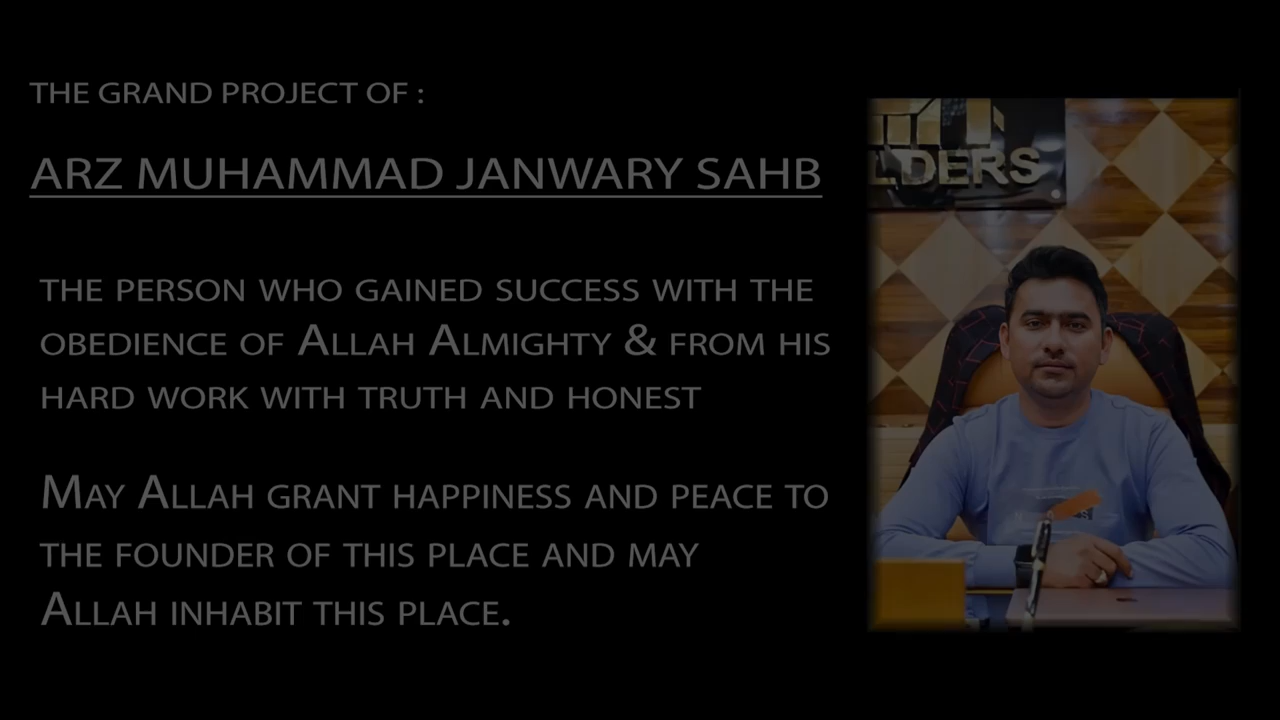 THE GRAND PROJECT OF :
ARZ MUHAMMAD JANWARY SAHB
THE PERSON WHO GAINED SUCCESS WITH THE
OBEDIENCE OF ALLAH ALMIGHTY & FROM HIS
HARD WORK WITH TRUTH AND HONEST
MAY ALLAH GRANT HAPPINESS AND PEACE TO
THE FOUNDER OF THIS PLACE AND MAY
ALLAH INHABIT THIS PLACE.
LDERS